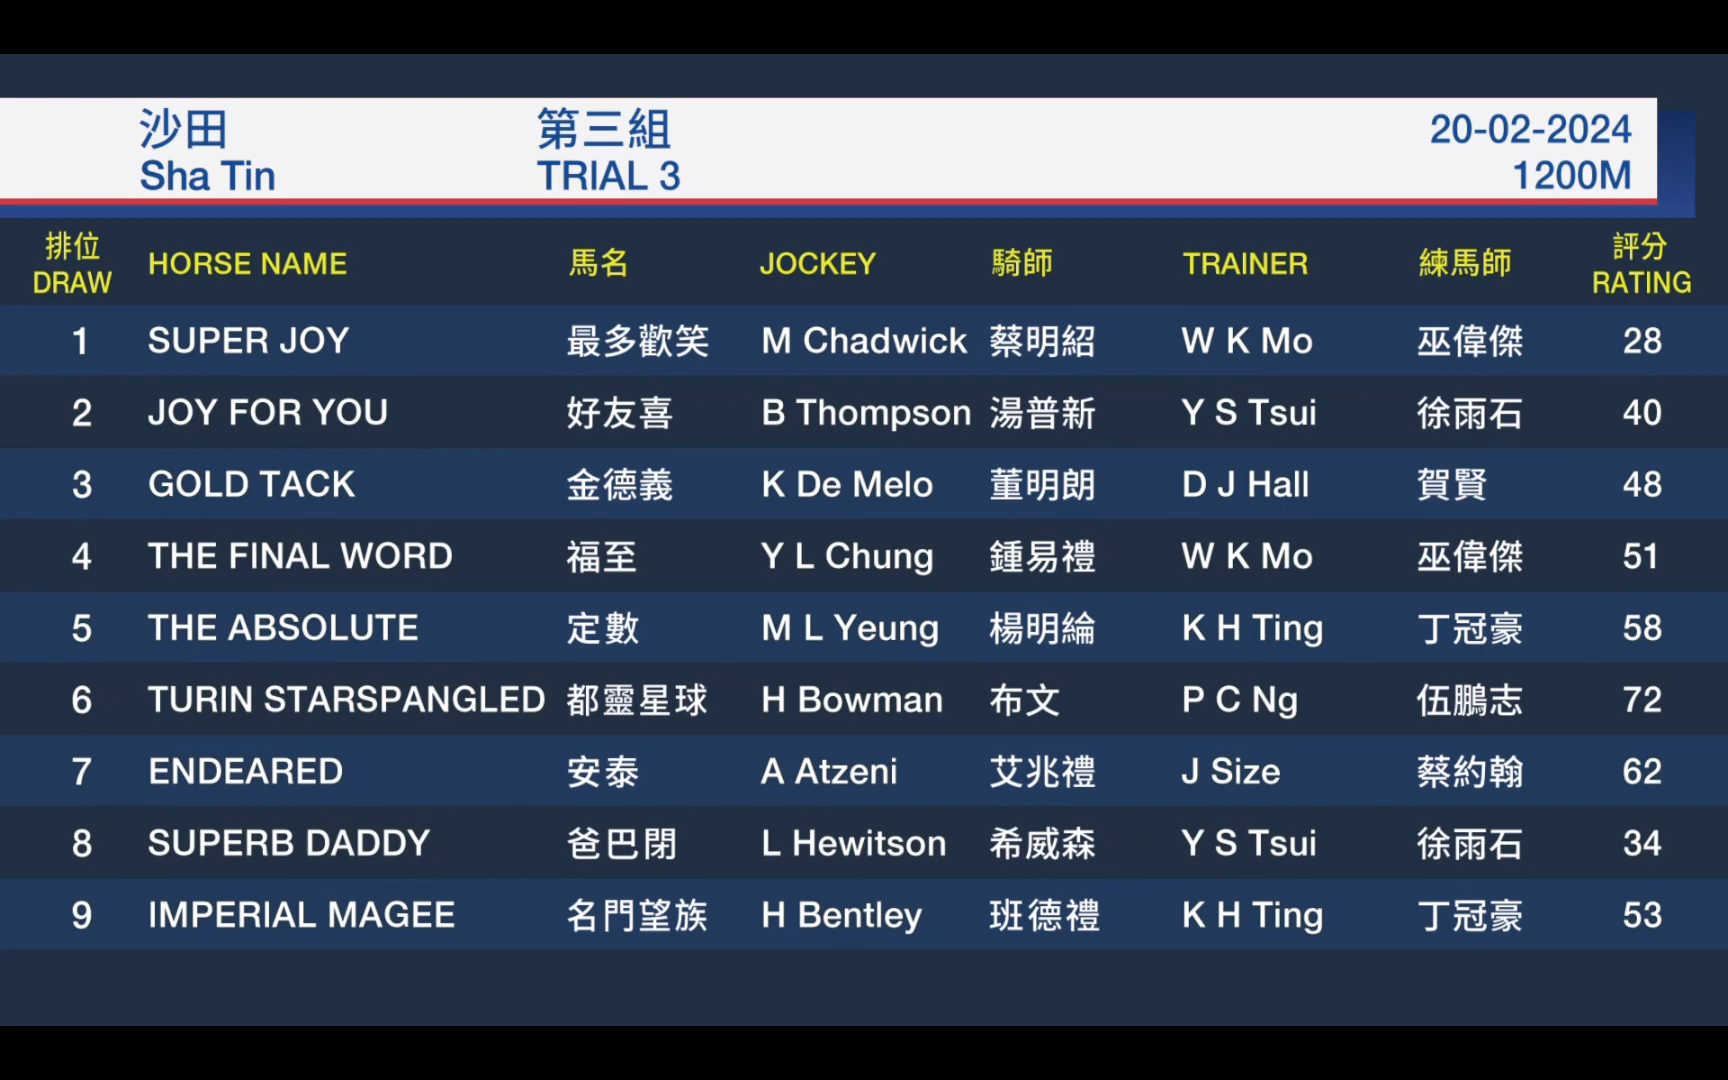 沙田 第三組 20-02-2024
Sha Tin TRIAL 3 1200M
排位 DRAW HORSE NAME 馬名 JOCKEY 騎師 TRAINER 練馬師 評分 RATING
1 SUPER JOY 最多歡笑 M Chadwick 蔡明紹 W K Mo 巫偉傑 28
2 JOY FOR YOU 好友喜 B Thompson 湯普新 Y S Tsui 徐雨石 40
3 GOLD TACK 金德義 K De Melo 董明朗 D J Hall 賀賢 48
4 THE FINAL WORD 福至 Y L Chung 鍾易禮 W K Mo 巫偉傑 51
5 THE ABSOLUTE 定數 M L Yeung 楊明綸 K H Ting 丁冠豪 58
6 TURIN STARSPANGLED 都靈星球 H Bowman 布文 P C Ng 伍鵬志 72
7 ENDEARED 安泰 A Atzeni 艾兆禮 J Size 蔡約翰 62
8 SUPERB DADDY 爸巴閉 L Hewitson 希威森 Y S Tsui 徐雨石 34
9 IMPERIAL MAGEE 名門望族 H Bentley 班德禮 K H Ting 丁冠豪 53